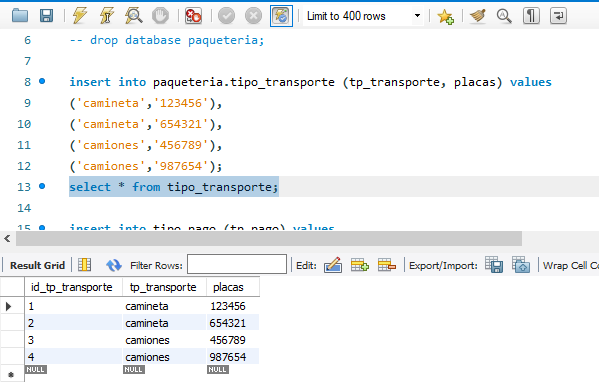 Limit to 400 rows
6 -- drop database paqueteria;
7
8 insert into paqueteria.tipo_transporte (tp_transporte, placas) values
9 ('camineta','123456'),
10 ('camineta','654321'),
11 ('camiones','456789'),
12 ('camiones','987654');
13 select * from tipo_transporte;
14
15 insert into tipo_pago (tp_pago) values
Result Grid Filter Rows: Edit: Export/Import: Wrap Cell Co
id_tp_transporte tp_transporte placas
1 camineta 123456
2 camineta 654321
3 camiones 456789
4 camiones 987654
NULL NULL NULL